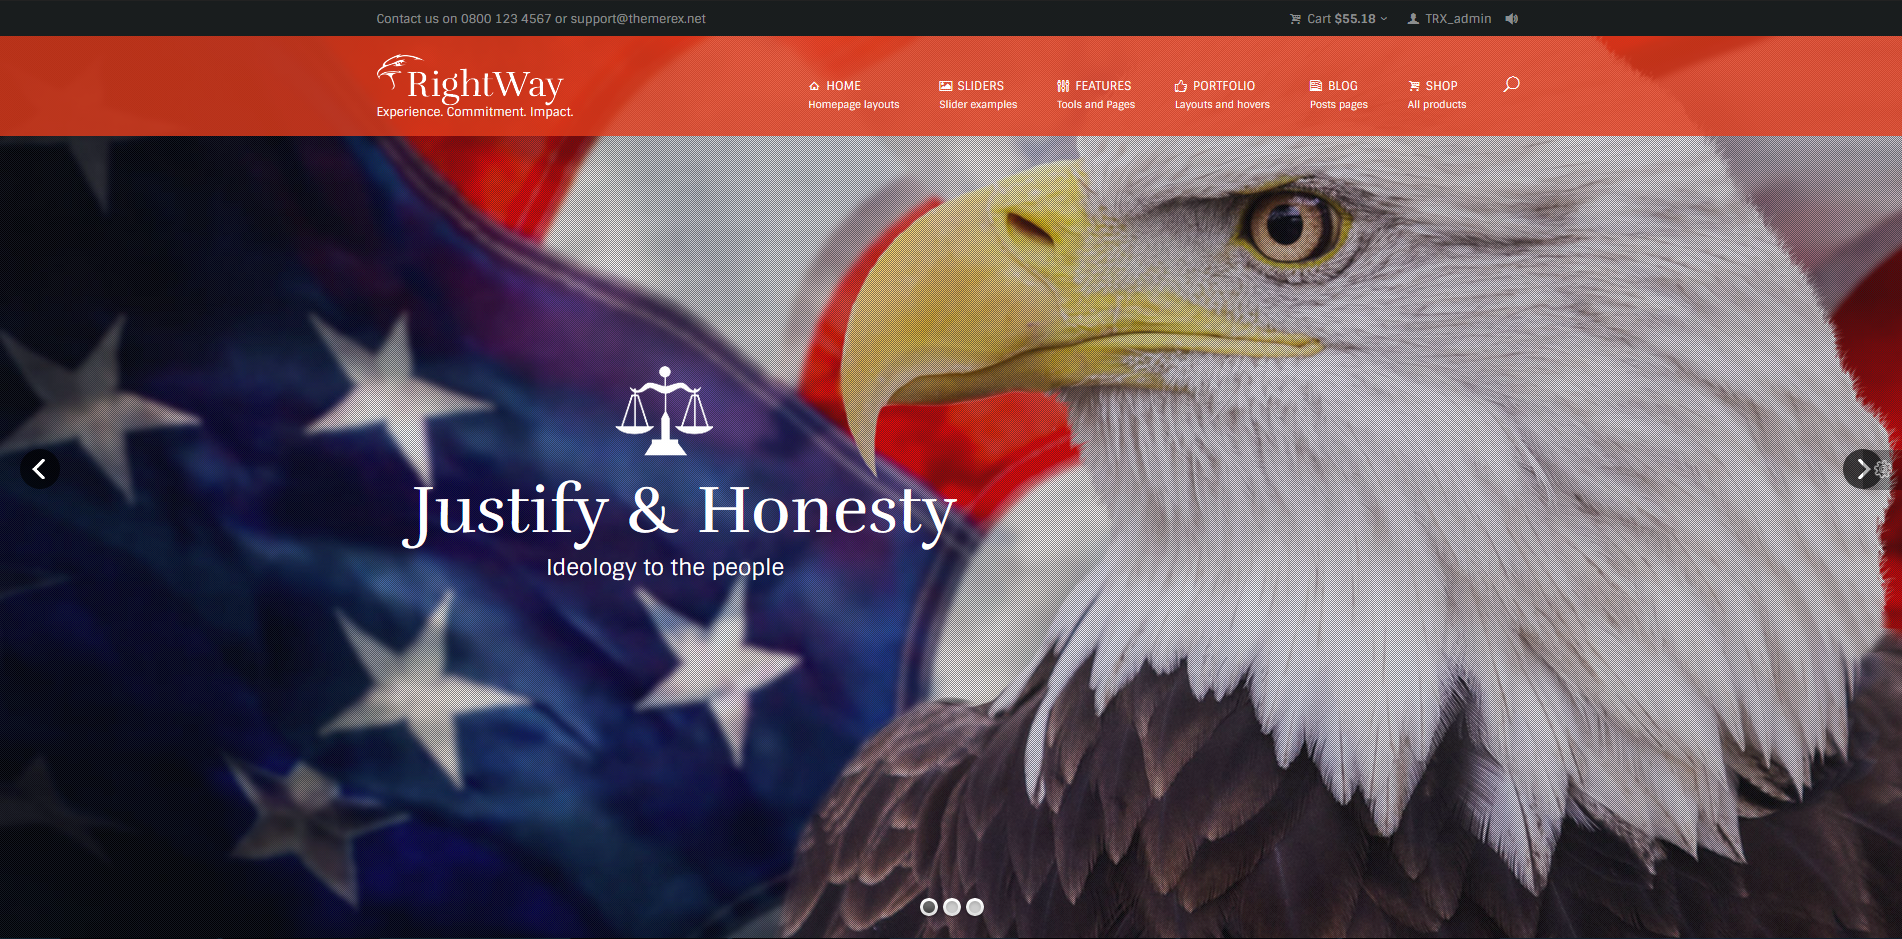 Contact us on 0800 123 4567 or support@themerex.net
Cart $55.18
TRX_admin
RightWay
Experience. Commitment. Impact.
HOME
Homepage layouts
SLIDERS
Slider examples
FEATURES
Tools and Pages
PORTFOLIO
Layouts and hovers
BLOG
Posts pages
SHOP
All products
Justify & Honesty
Ideology to the people